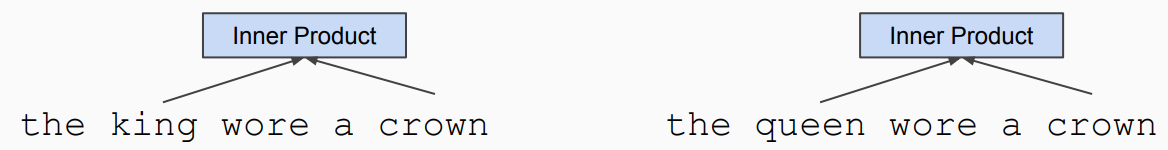 Inner Product
Inner Product
the king wore a crown
the queen wore a crown